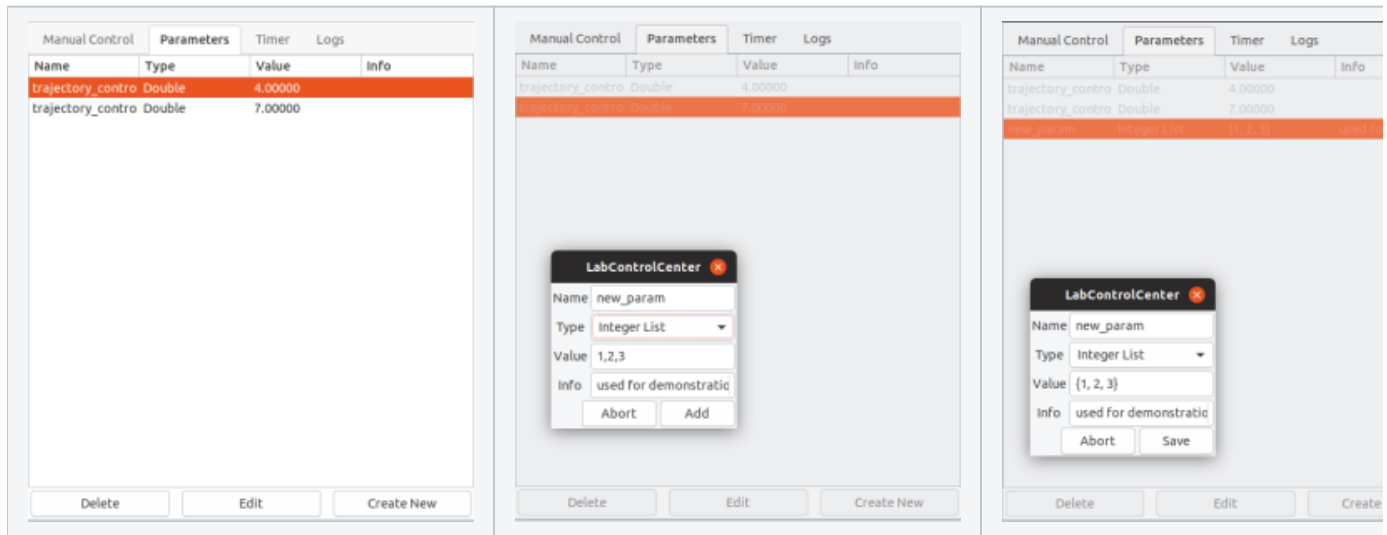 Manual Control Parameters Timer Logs
Name Type Value Info
trajectory_contro Double 4.00000
trajectory_contro Double 7.00000
Delete Edit Create New
Manual Control Parameters Timer Logs
Name Type Value Info
trajectory_contro Double 4.00000
trajectory_contro Double 7.00000
LabControlCenter
Name new_param
Type Integer List
Value 1,2,3
Info used for demonstratio
Abort Add
Delete Edit Create New
Manual Control Parameters Timer Logs
Name Type Value Info
trajectory_contro Double 4.00000
trajectory_contro Double 7.00000
new_param Integer List {1, 2, 3} used fo
LabControlCenter
Name new_param
Type Integer List
Value {1, 2, 3}
Info used for demonstratio
Abort Save
Delete Edit Create